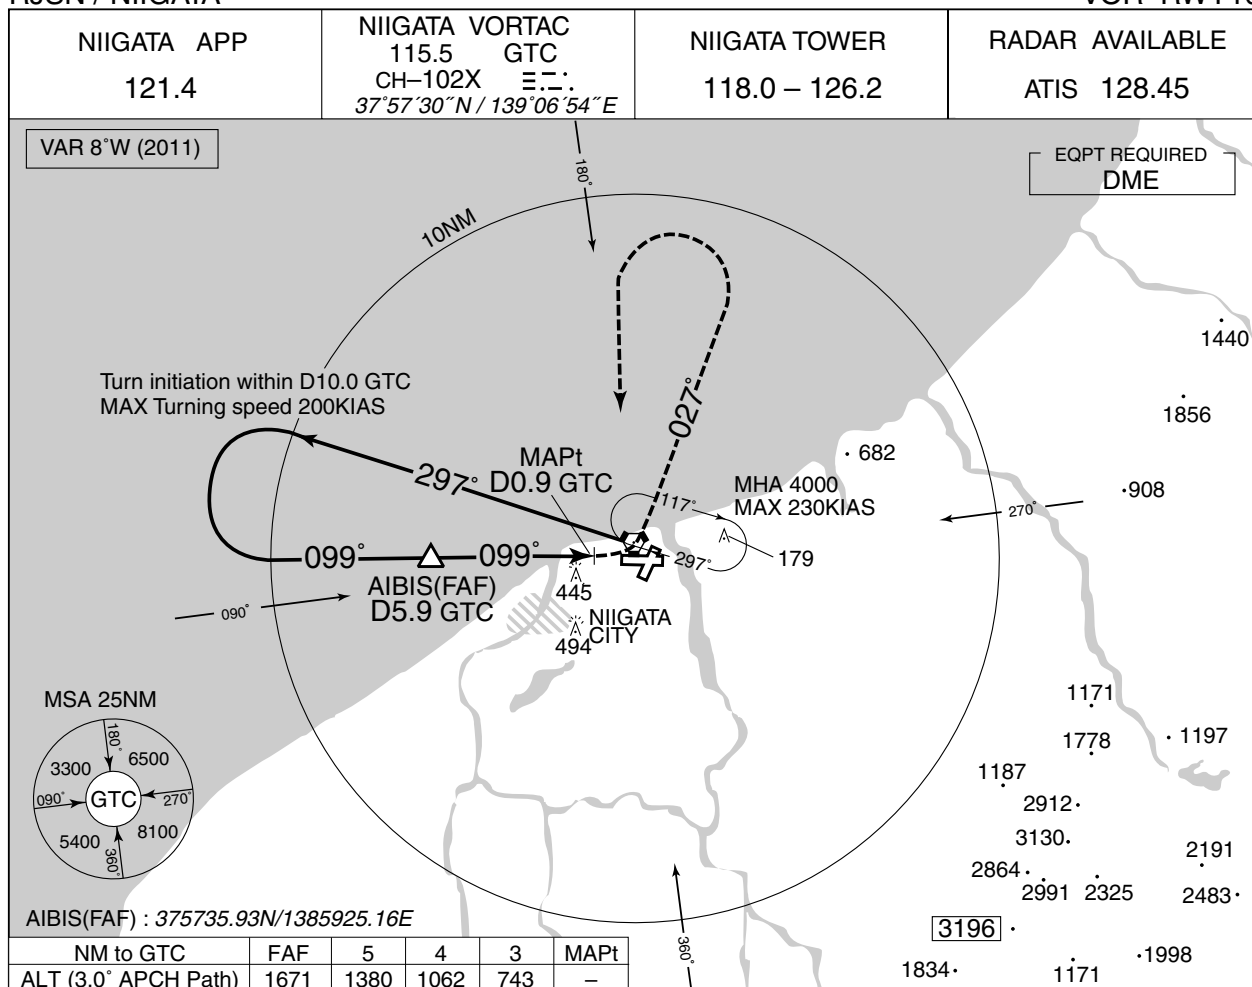 NIIGATA APP
121.4
NIIGATA VORTAC
115.5 GTC
CH–102X
37°57´30˝N / 139°06´54˝E
NIIGATA TOWER
118.0 – 126.2
RADAR AVAILABLE
ATIS 128.45
VAR 8°W (2011)
EQPT REQUIRED
DME
180°
10NM
1440
Turn initiation within D10.0 GTC
MAX Turning speed 200KIAS
1856
027°
682
MAPt
D0.9 GTC
297°
MHA 4000
MAX 230KIAS
908
117°
270°
099°
099°
297°
179
AIBIS(FAF)
D5.9 GTC
445
090°
NIIGATA
CITY
494
MSA 25NM
1171
180°
6500
3300
1778
1197
1187
090°
GTC
270°
2912
5400
8100
3130
2191
360°
2864
2991
2325
2483
AIBIS(FAF) : 375735.93N/1385925.16E
3196
360°
1998
1834
1171
NM to GTC FAF 5 4 3 MAPt
ALT (3.0° APCH Path) 1671 1380 1062 743 –